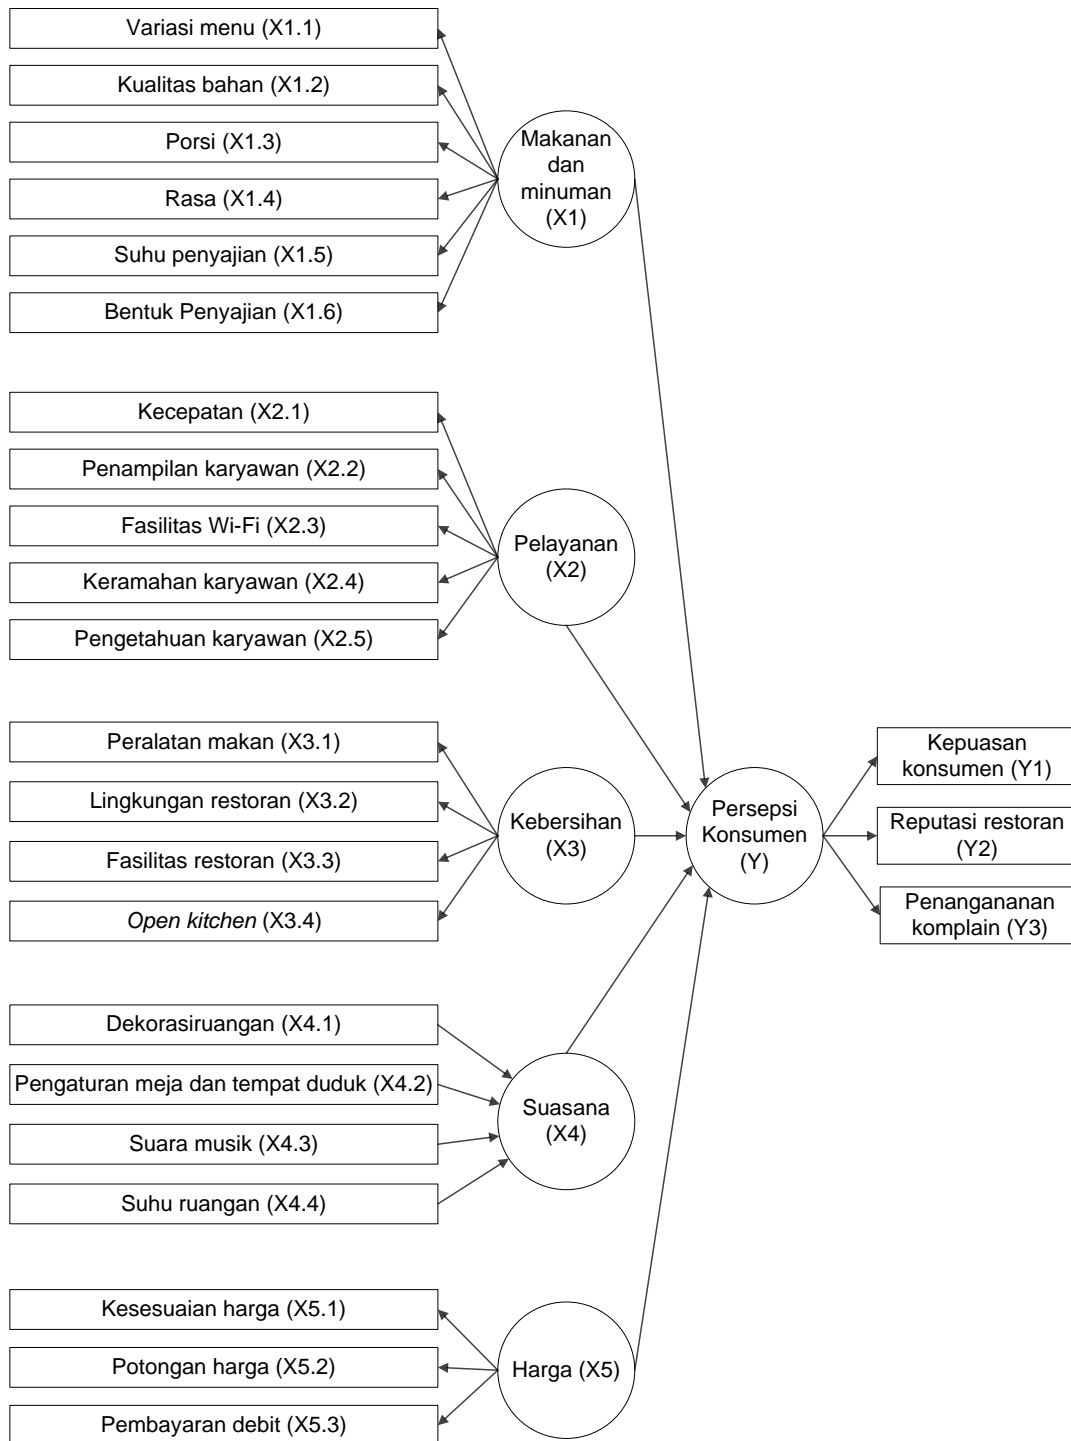 Variasi menu (X1.1)
Kualitas bahan (X1.2)
Porsi (X1.3)
Rasa (X1.4)
Suhu penyajian (X1.5)
Bentuk Penyajian (X1.6)
Makanan
dan
minuman
(X1)
Kecepatan (X2.1)
Penampilan karyawan (X2.2)
Fasilitas Wi-Fi (X2.3)
Keramahan karyawan (X2.4)
Pengetahuan karyawan (X2.5)
Pelayanan
(X2)
Peralatan makan (X3.1)
Lingkungan restoran (X3.2)
Fasilitas restoran (X3.3)
Open kitchen (X3.4)
Kebersihan
(X3)
Persepsi
Konsumen
(Y)
Kepuasan
konsumen (Y1)
Reputasi restoran
(Y2)
Penangananan
komplain (Y3)
Dekorasiruangan (X4.1)
Pengaturan meja dan tempat duduk (X4.2)
Suara musik (X4.3)
Suhu ruangan (X4.4)
Suasana
(X4)
Kesesuaian harga (X5.1)
Potongan harga (X5.2)
Pembayaran debit (X5.3)
Harga (X5)